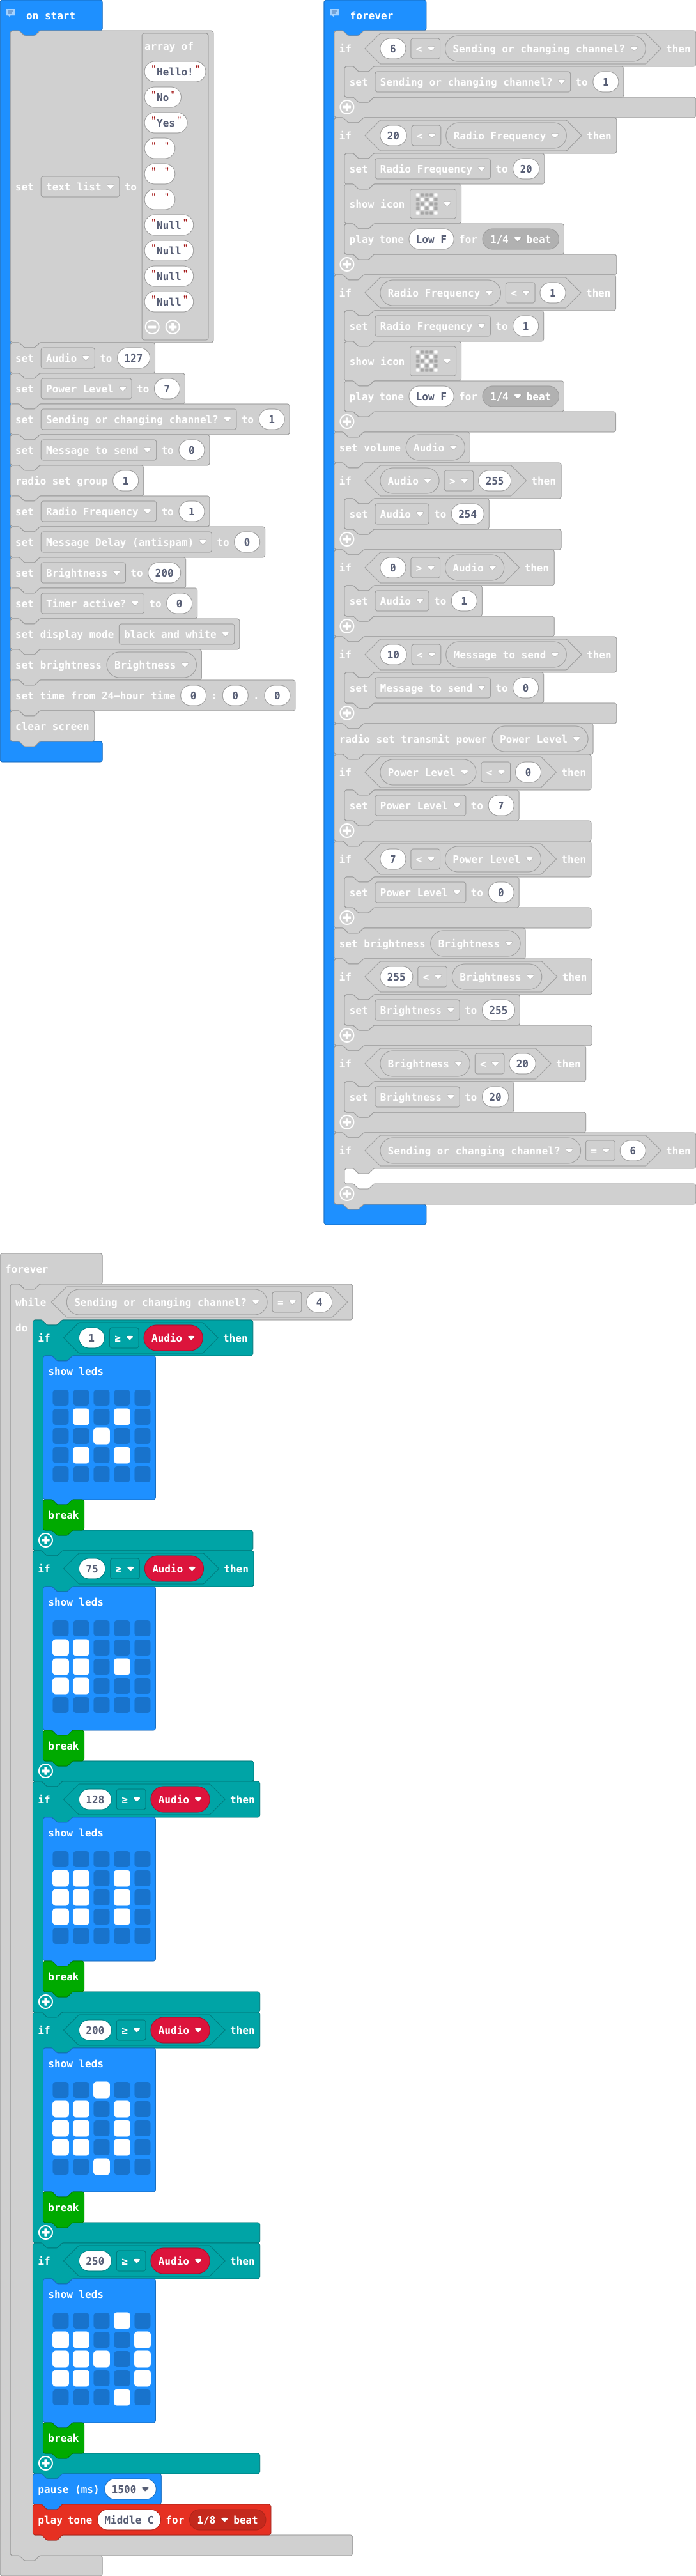 on start
array of
"Hello!"
"No"
"Yes"
" "
" "
set text list to
" "
"Null"
"Null"
"Null"
"Null"
set Audio to 127
set Power Level to 7
set Sending or changing channel? to 1
set Message to send to 0
radio set group 1
set Radio Frequency to 1
set Message Delay (antispam) to 0
set Brightness to 200
set Timer active? to 0
set display mode black and white
set brightness Brightness
set time from 24-hour time 0 : 0 . 0
clear screen
forever
if 6 < Sending or changing channel? then
set Sending or changing channel? to 1
if 20 < Radio Frequency then
set Radio Frequency to 20
show icon
play tone Low F for 1/4 beat
if Radio Frequency < 1 then
set Radio Frequency to 1
show icon
play tone Low F for 1/4 beat
set volume Audio
if Audio > 255 then
set Audio to 254
if 0 > Audio then
set Audio to 1
if 10 < Message to send then
set Message to send to 0
radio set transmit power Power Level
if Power Level < 0 then
set Power Level to 7
if 7 < Power Level then
set Power Level to 0
set brightness Brightness
if 255 < Brightness then
set Brightness to 255
if Brightness < 20 then
set Brightness to 20
if Sending or changing channel? = 6 then
forever
while Sending or changing channel? = 4
do
if 1 ≥ Audio then
show leds
break
if 75 ≥ Audio then
show leds
break
if 128 ≥ Audio then
show leds
break
if 200 ≥ Audio then
show leds
break
if 250 ≥ Audio then
show leds
break
pause (ms) 1500
play tone Middle C for 1/8 beat